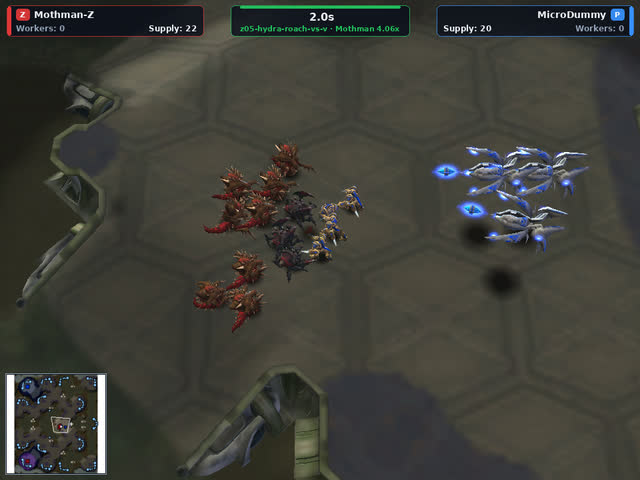 Z Mothman-Z
Workers: 0 Supply: 22
2.0s
z05-hydra-roach-vs-v · Mothman 4.06x
MicroDummy P
Supply: 20 Workers: 0